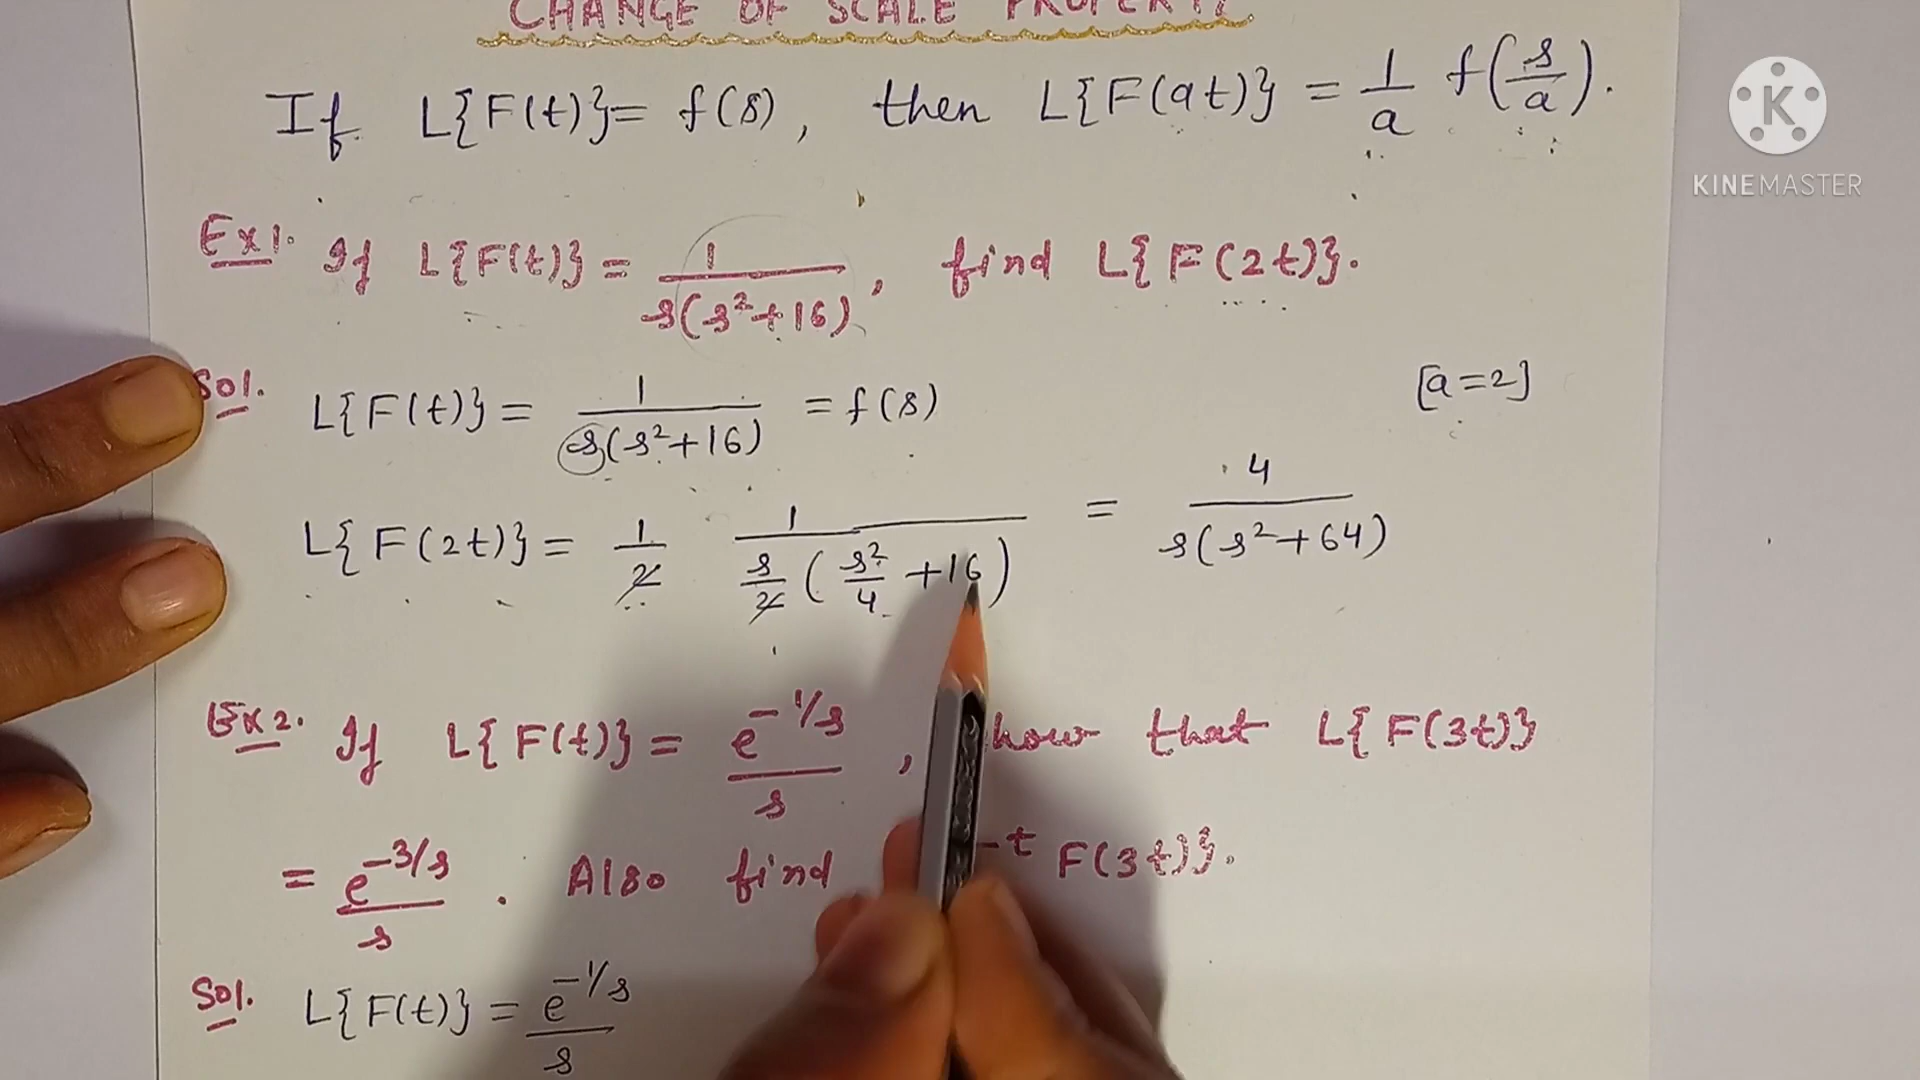 CHANGE OF SCALE PROPERTY
If L{F(t)} = f(s), then L{F(at)} = 1/a f(s/a).
KINEMASTER
Ex1. If L{F(t)} = 1/s(s²+16), find L{F(2t)}.
Sol. L{F(t)} = 1/s(s²+16) = f(s) [a=2]
L{F(2t)} = 1/2 1/(s/2 (s²/4 +16)) = 4/s(s²+64)
Ex2. If L{F(t)} = e^-1/s / s, how that L{F(3t)}
= e^-3/s / s . Also find -t F(3t)}.
Sol. L{F(t)} = e^-1/s / s